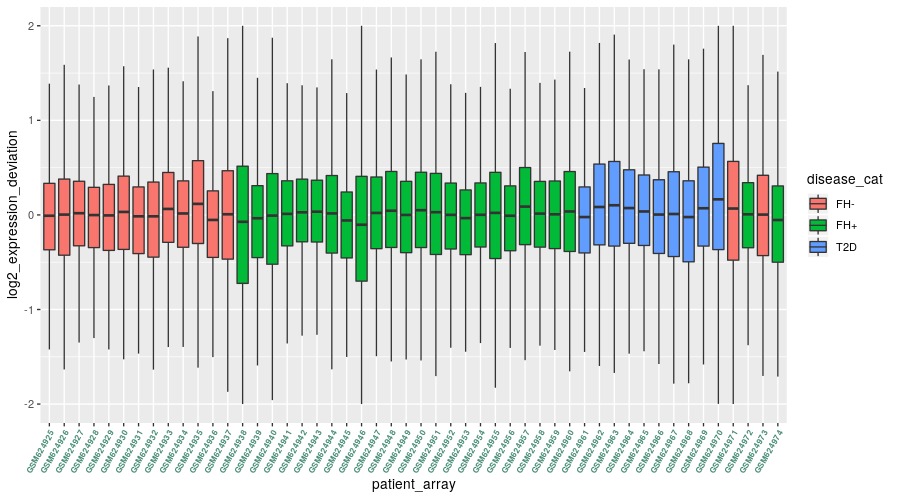 log2_expression_deviation
2
1
0
-1
-2
GSM624925
GSM624926
GSM624927
GSM624928
GSM624929
GSM624930
GSM624931
GSM624932
GSM624933
GSM624934
GSM624935
GSM624936
GSM624937
GSM624938
GSM624939
GSM624940
GSM624941
GSM624942
GSM624943
GSM624944
GSM624945
GSM624946
GSM624947
GSM624948
GSM624949
GSM624950
GSM624951
GSM624952
GSM624953
GSM624954
GSM624955
GSM624956
GSM624957
GSM624958
GSM624959
GSM624960
GSM624961
GSM624962
GSM624963
GSM624964
GSM624965
GSM624966
GSM624967
GSM624968
GSM624969
GSM624970
GSM624971
GSM624972
GSM624973
GSM624974
patient_array
disease_cat
FH-
FH+
T2D